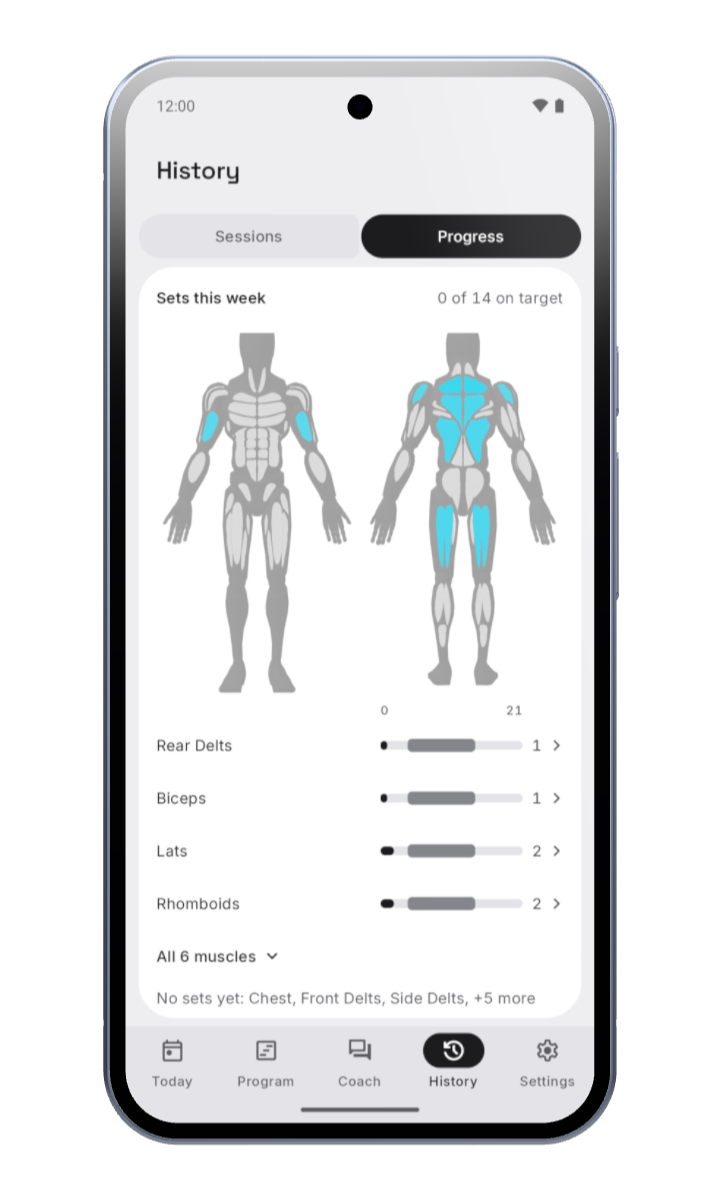 12:00
History
Sessions Progress
Sets this week 0 of 14 on target
0 21
Rear Delts 1
Biceps 1
Lats 2
Rhomboids 2
All 6 muscles
No sets yet: Chest, Front Delts, Side Delts, +5 more
Today Program Coach History Settings